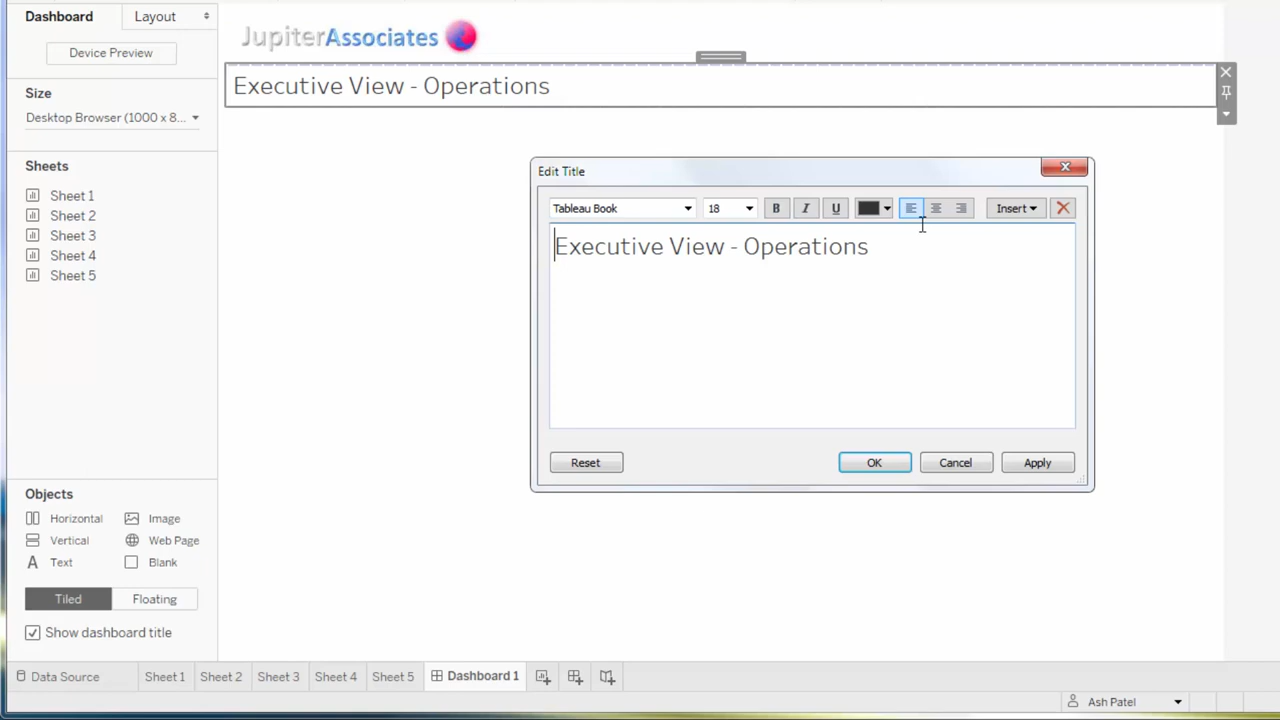 Dashboard
Layout
Device Preview
Size
Desktop Browser (1000 x 8...
Sheets
Sheet 1
Sheet 2
Sheet 3
Sheet 4
Sheet 5
Objects
Horizontal
Image
Vertical
Web Page
A Text
Blank
Tiled
Floating
Show dashboard title
JupiterAssociates
Executive View - Operations
Edit Title
Tableau Book
18
B I U
Insert
Executive View - Operations
Reset
OK
Cancel
Apply
Data Source
Sheet 1
Sheet 2
Sheet 3
Sheet 4
Sheet 5
Dashboard 1
Ash Patel